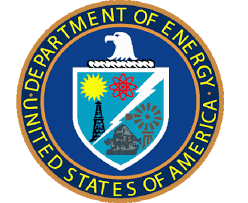 DEPARTMENT OF ENERGY
UNITED STATES OF AMERICA